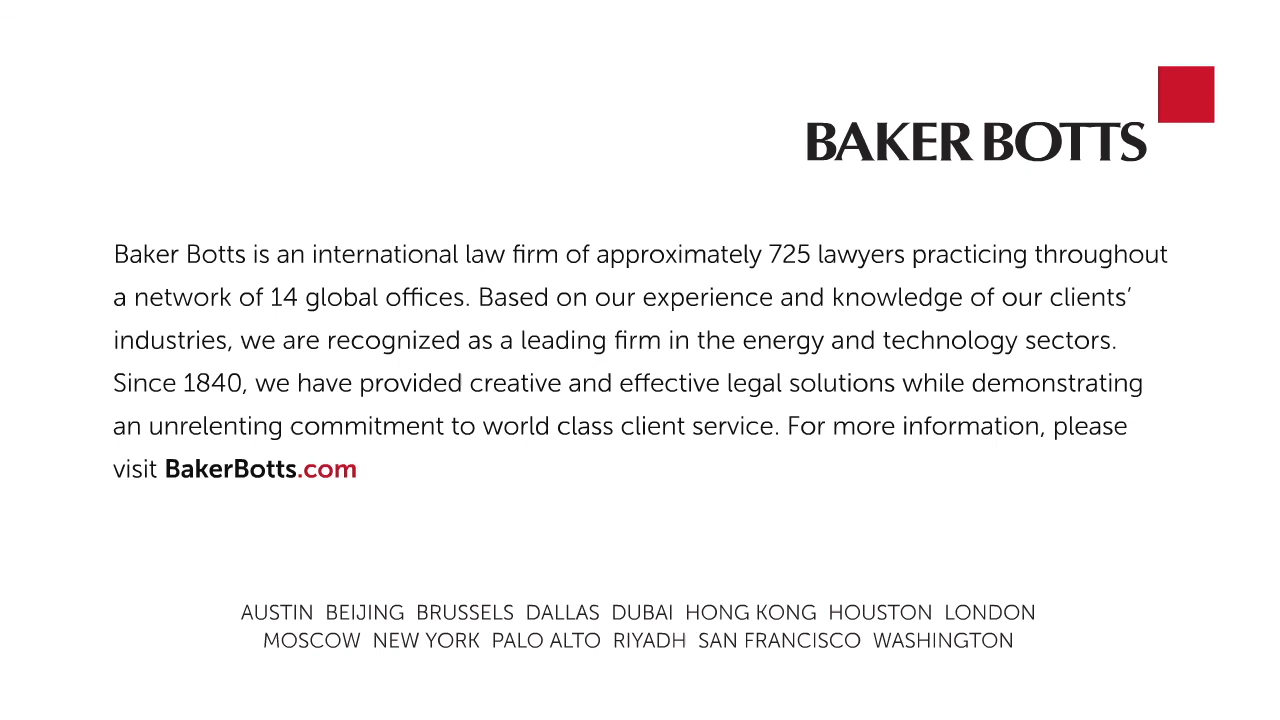 BAKER BOTTS
Baker Botts is an international law firm of approximately 725 lawyers practicing throughout
a network of 14 global offices. Based on our experience and knowledge of our clients’
industries, we are recognized as a leading firm in the energy and technology sectors.
Since 1840, we have provided creative and effective legal solutions while demonstrating
an unrelenting commitment to world class client service. For more information, please
visit BakerBotts.com
AUSTIN BEIJING BRUSSELS DALLAS DUBAI HONG KONG HOUSTON LONDON
MOSCOW NEW YORK PALO ALTO RIYADH SAN FRANCISCO WASHINGTON